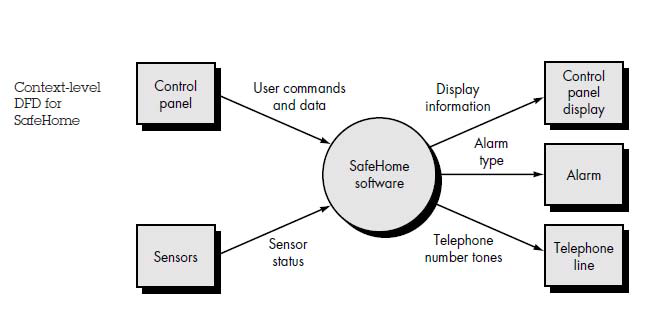 Context-level
DFD for
SafeHome
Control
panel
User commands
and data
Display
information
Control
panel
display
SafeHome
software
Alarm
type
Alarm
Sensors
Sensor
status
Telephone
number tones
Telephone
line